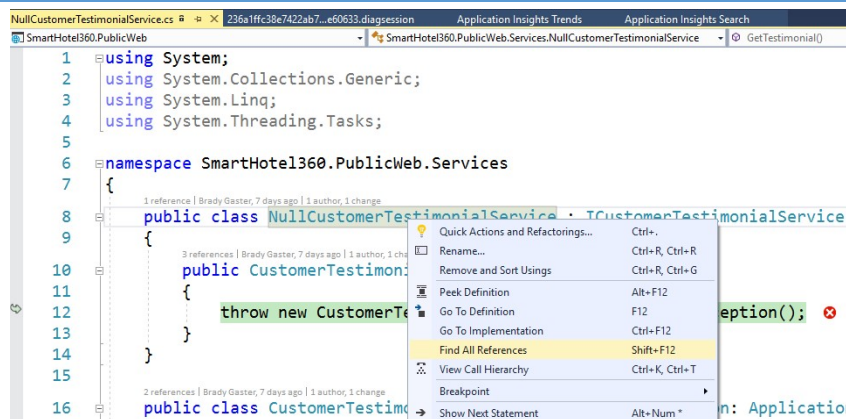 NullCustomerTestimonialService.cs 236a1ffc38e7422ab7...e60633.diagsession Application Insights Trends Application Insights Search
SmartHotel360.PublicWeb SmartHotel360.PublicWeb.Services.NullCustomerTestimonialService GetTestimonial()
1 using System;
2 using System.Collections.Generic;
3 using System.Linq;
4 using System.Threading.Tasks;
5
6 namespace SmartHotel360.PublicWeb.Services
7 {
1 reference | Brady Gaster, 7 days ago | 1 author, 1 change
8 public class NullCustomerTestimonialService : ICustomerTestimonialService
9 {
Quick Actions and Refactorings... Ctrl+.
3 references | Brady Gaster, 7 days ago | 1 author, 1 cha
Rename... Ctrl+R, Ctrl+R
10 public CustomerTestimoni
Remove and Sort Usings Ctrl+R, Ctrl+G
11 {
Peek Definition Alt+F12
12 throw new CustomerTe eption();
Go To Definition F12
13 }
Go To Implementation Ctrl+F12
14 }
Find All References Shift+F12
15
View Call Hierarchy Ctrl+K, Ctrl+T
2 references | Brady Gaster, 7 days ago | 1 author, 1 change
Breakpoint
16 public class CustomerTestimo n: Applicatio
Show Next Statement Alt+Num *